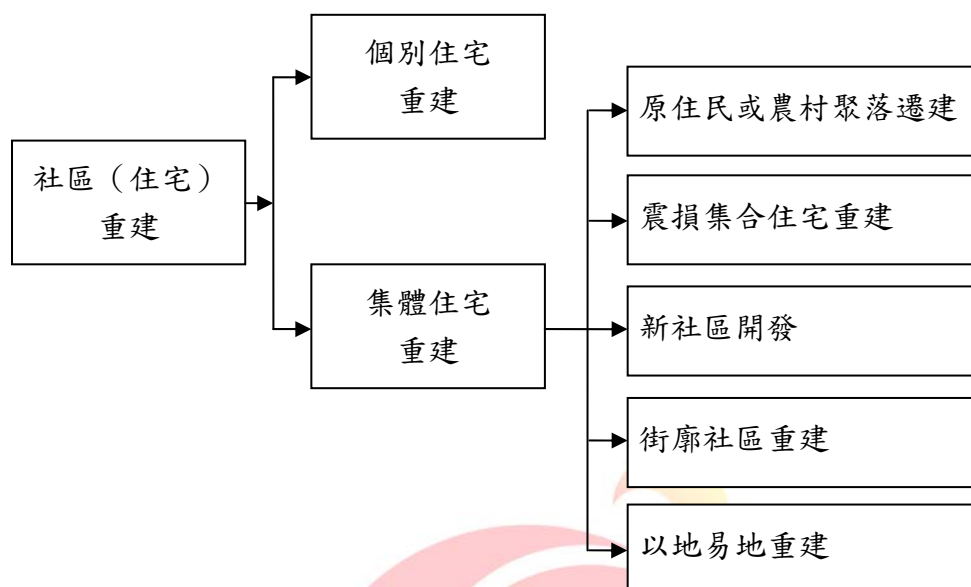 社區（住宅）
重建
個別住宅
重建
集體住宅
重建
原住民或農村聚落遷建
震損集合住宅重建
新社區開發
街廓社區重建
以地易地重建